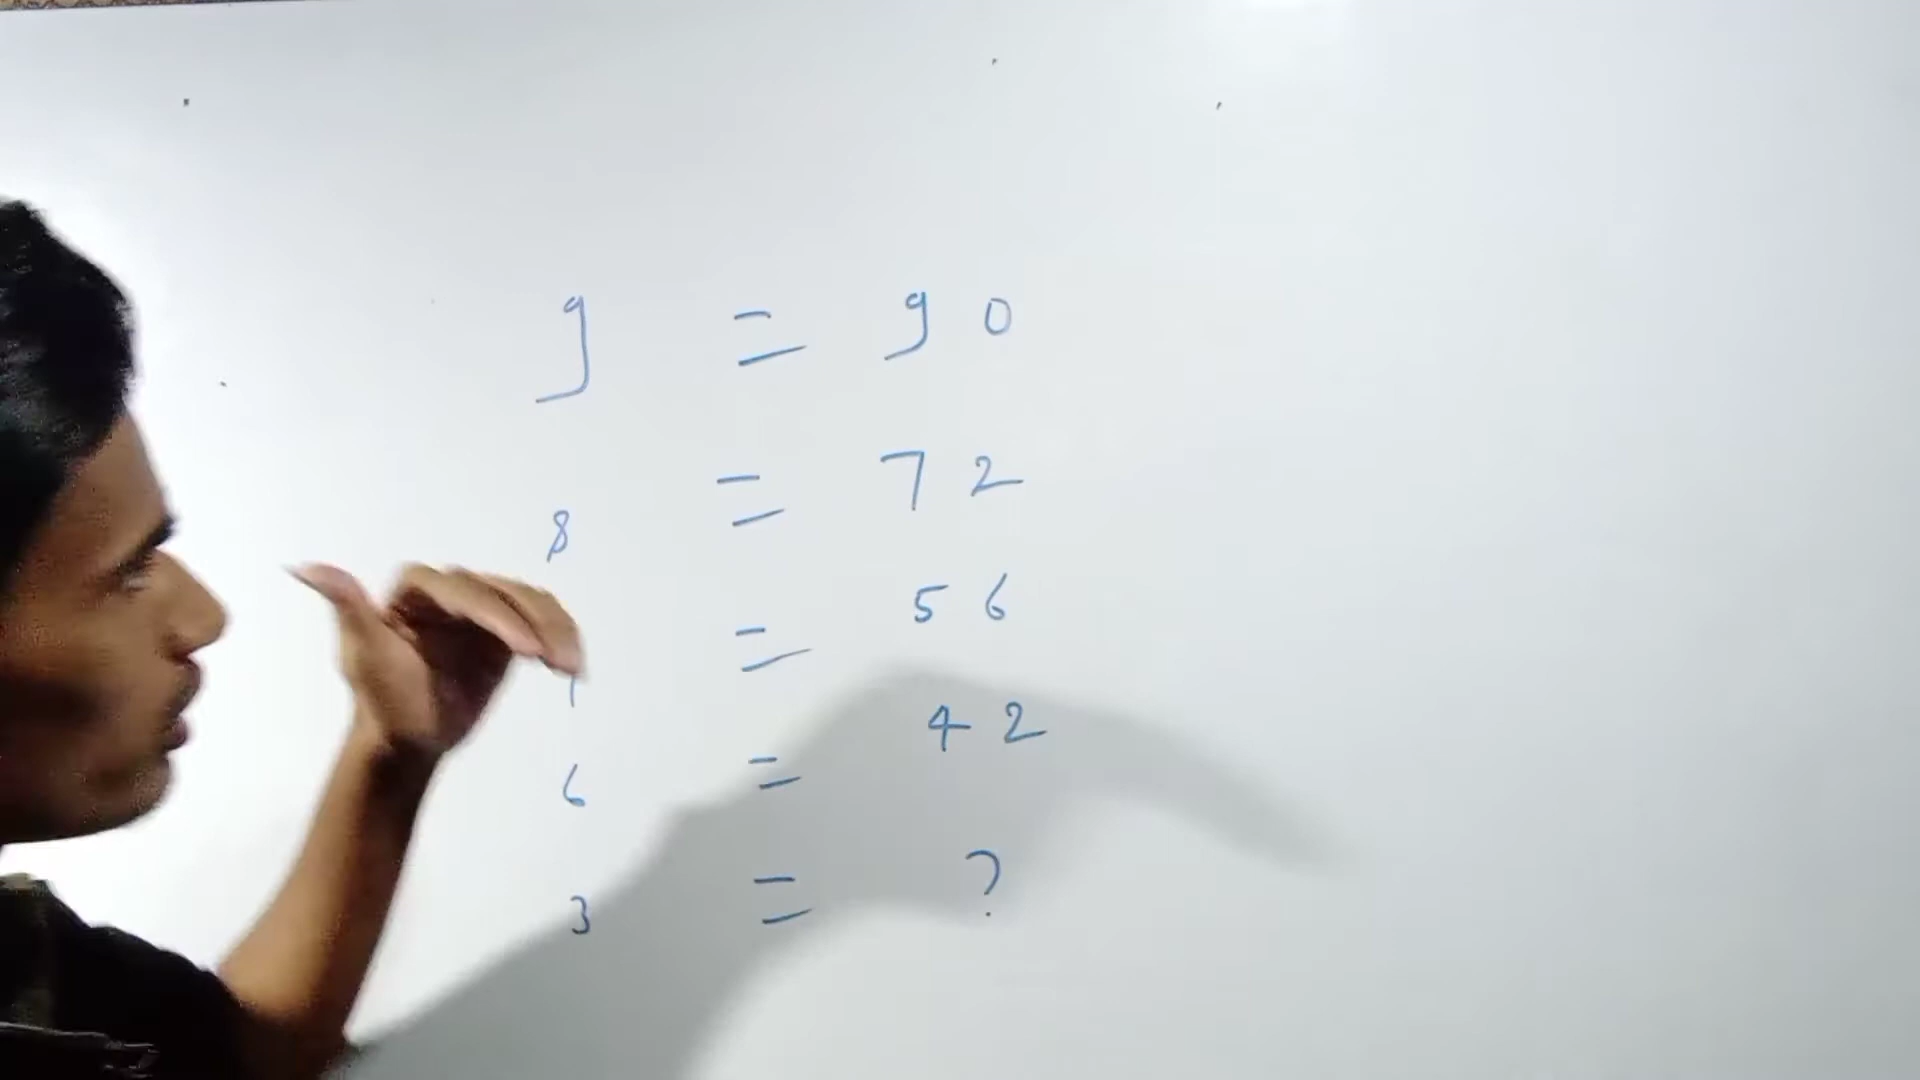 9 = 90
8 = 72
= 56
6 = 42
3 = ?